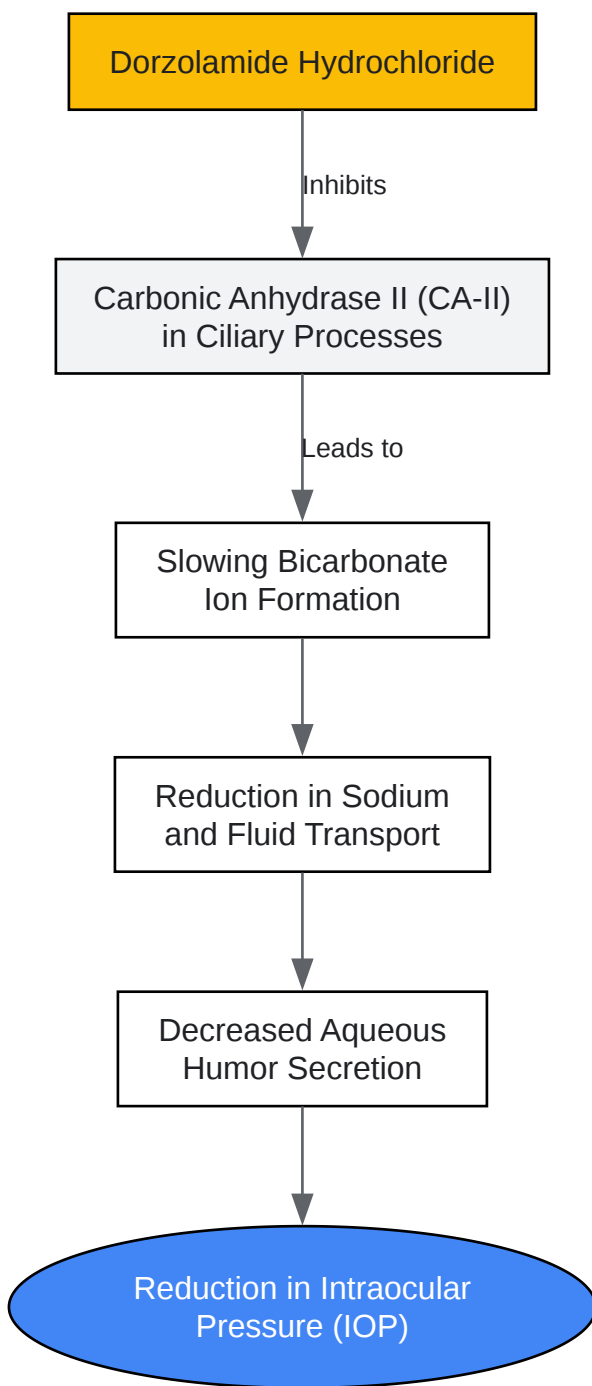 Dorzolamide Hydrochloride
Inhibits
Carbonic Anhydrase II (CA-II)
in Ciliary Processes
Leads to
Slowing Bicarbonate
Ion Formation
Reduction in Sodium
and Fluid Transport
Decreased Aqueous
Humor Secretion
Reduction in Intraocular
Pressure (IOP)